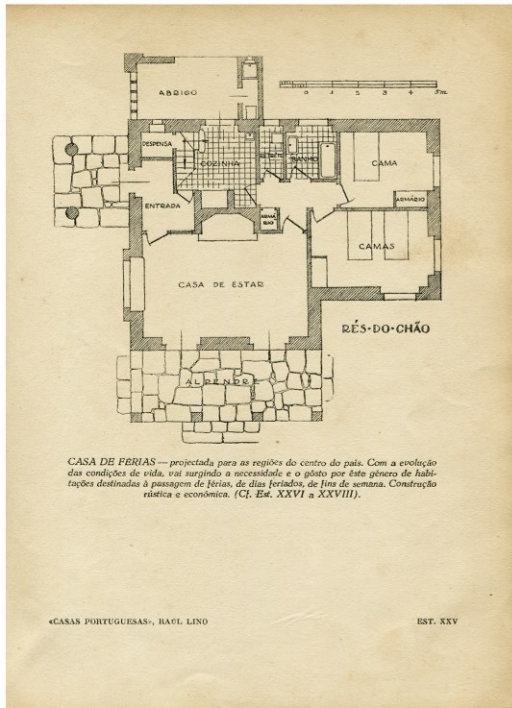 ABRIGO
0 1 2 3 4 5m.
DESPENSA
COZINHA
BANHO
CAMA
ENTRADA
ARMÁRIO
ARMÁ
RIO
CASA DE ESTAR
CAMAS
RÉS-DO-CHÃO
ALPENDRE
CASA DE FÉRIAS — projectada para as regiões do centro do país. Com a evolução
das condições de vida, vai surgindo a necessidade e o gôsto por êste género de habi-
tações destinadas à passagem de férias, de dias feriados, de fins de semana. Construção
rústica e económica. (Cf. Est. XXVI a XXVIII).
«CASAS PORTUGUESAS», RAÚL LINO
EST. XXV